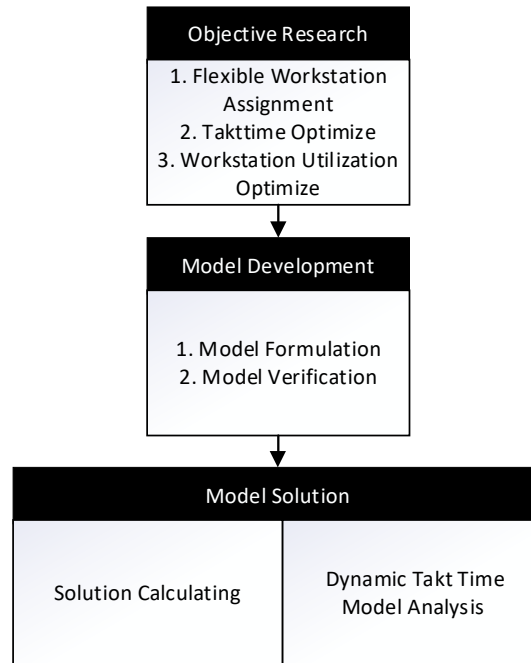 Objective Research
1. Flexible Workstation
Assignment
2. Takttime Optimize
3. Workstation Utilization
Optimize
Model Development
1. Model Formulation
2. Model Verification
Model Solution
Solution Calculating
Dynamic Takt Time
Model Analysis